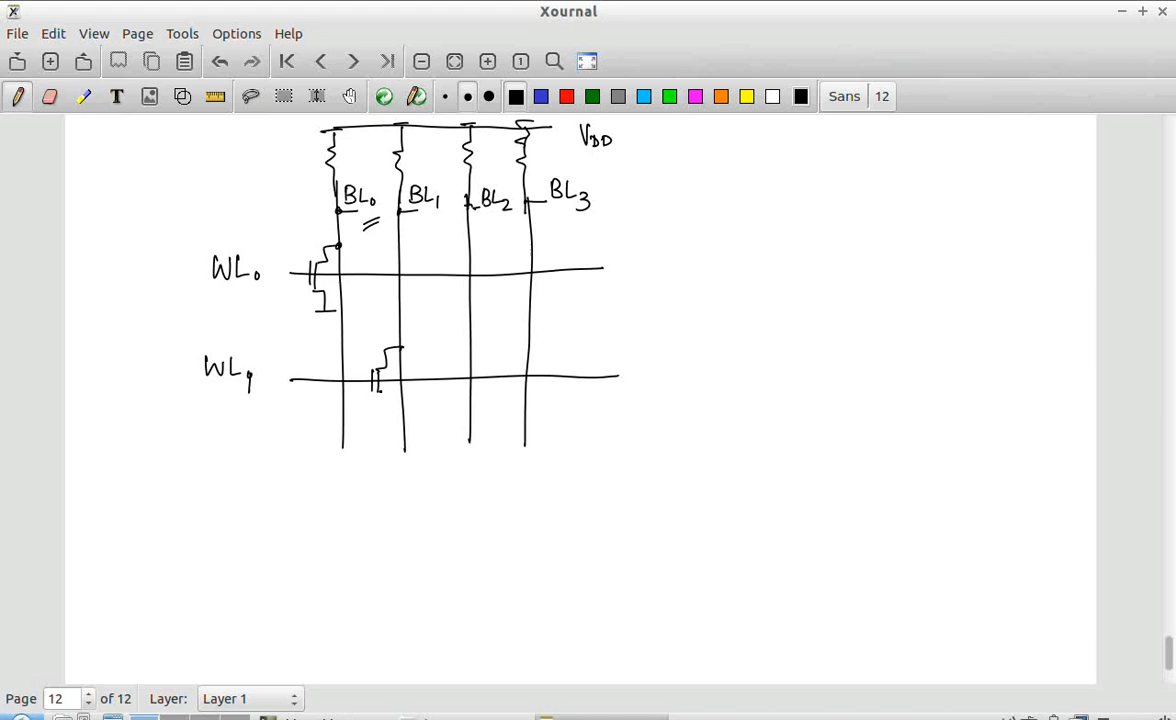 Xournal
File Edit View Page Tools Options Help
Sans 12
VDD
BL0 BL1 BL2 BL3
WL0
WL1
Page 12 of 12 Layer: Layer 1